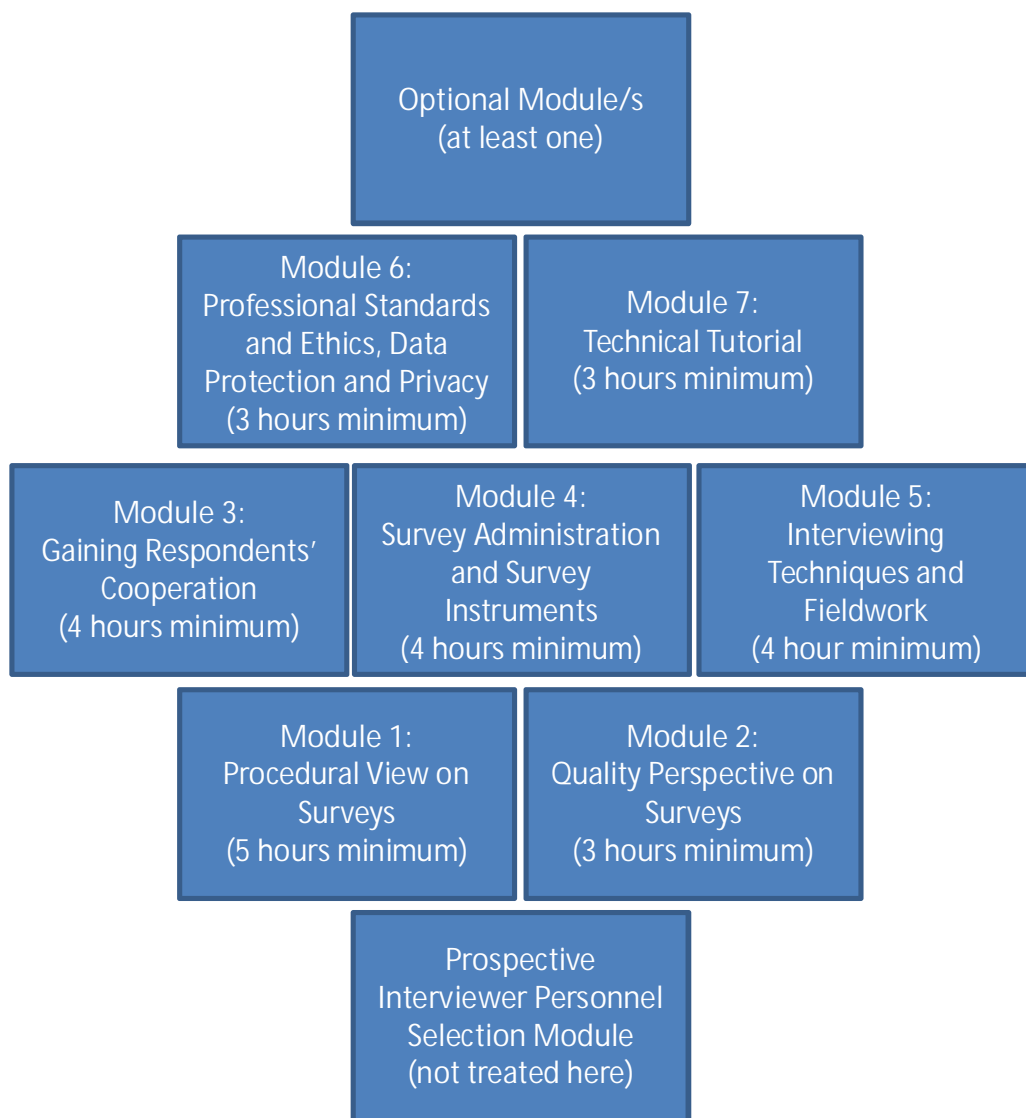 Optional Module/s
(at least one)
Module 6:
Professional Standards
and Ethics, Data
Protection and Privacy
(3 hours minimum)
Module 7:
Technical Tutorial
(3 hours minimum)
Module 3:
Gaining Respondents’
Cooperation
(4 hours minimum)
Module 4:
Survey Administration
and Survey
Instruments
(4 hours minimum)
Module 5:
Interviewing
Techniques and
Fieldwork
(4 hour minimum)
Module 1:
Procedural View on
Surveys
(5 hours minimum)
Module 2:
Quality Perspective on
Surveys
(3 hours minimum)
Prospective
Interviewer Personnel
Selection Module
(not treated here)